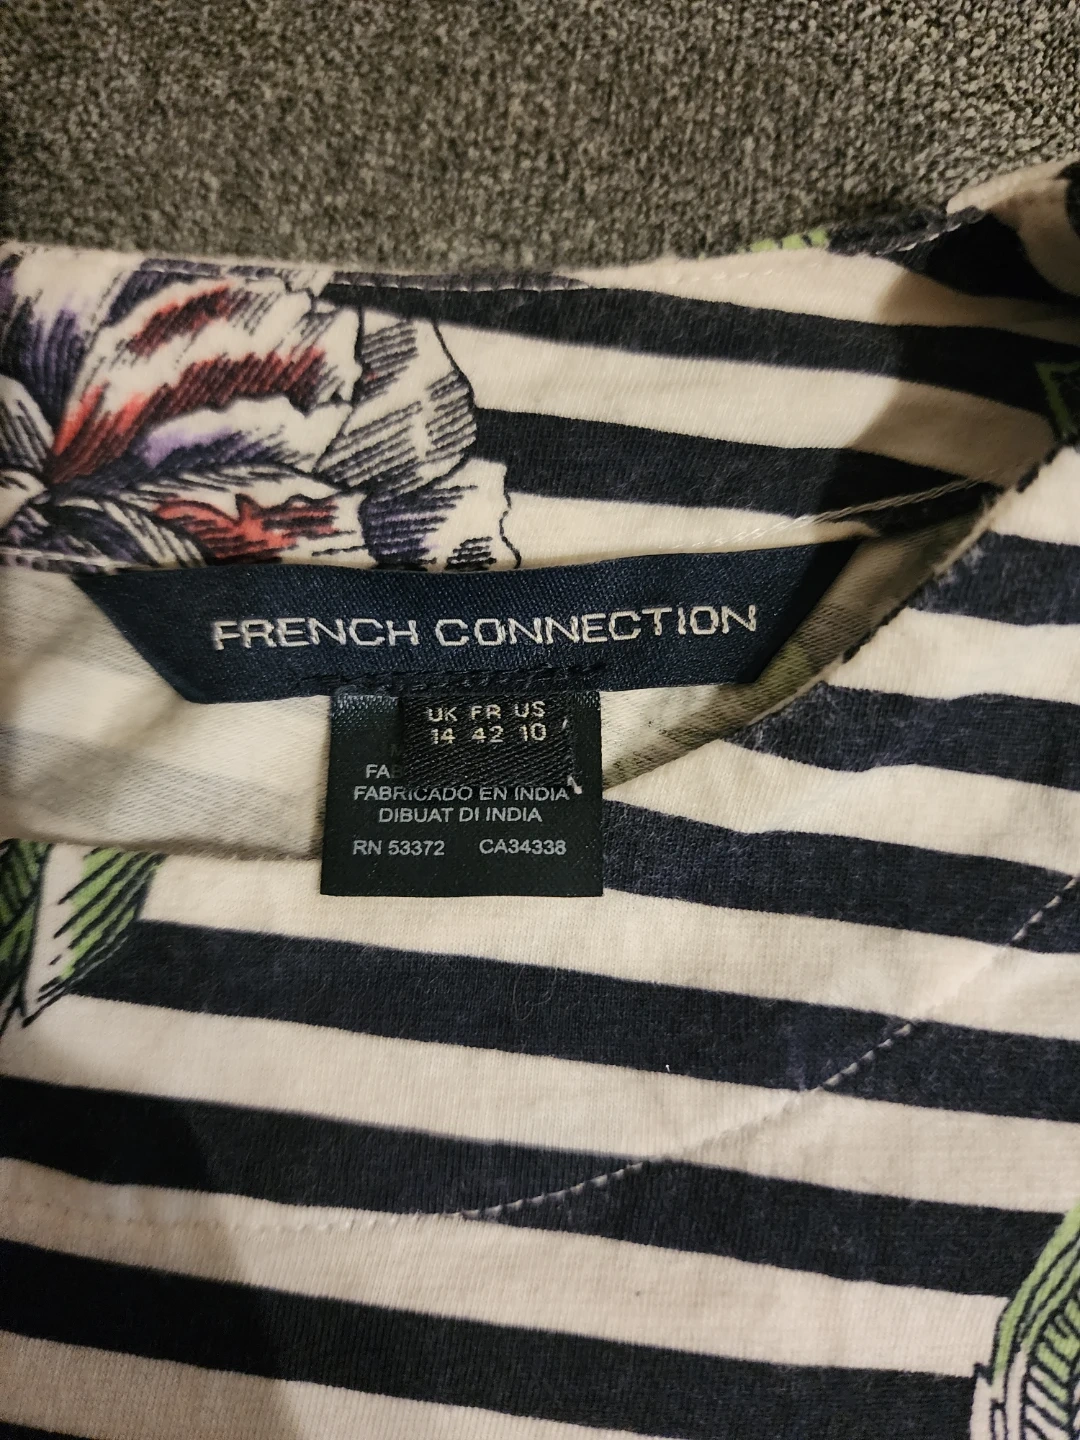 FRENCH CONNECTION
UK FR US
14 42 10
FABRICADO EN INDIA
DIBUAT DI INDIA
RN 53372 CA34338